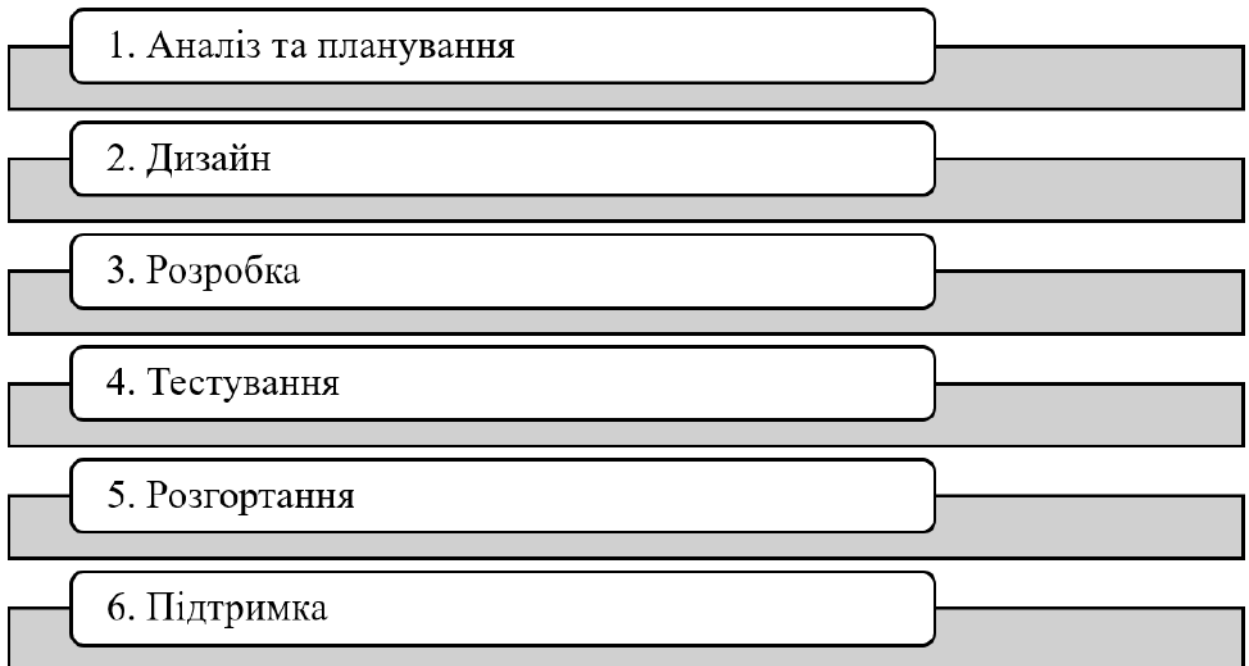 1. Аналіз та планування
2. Дизайн
3. Розробка
4. Тестування
5. Розгортання
6. Підтримка